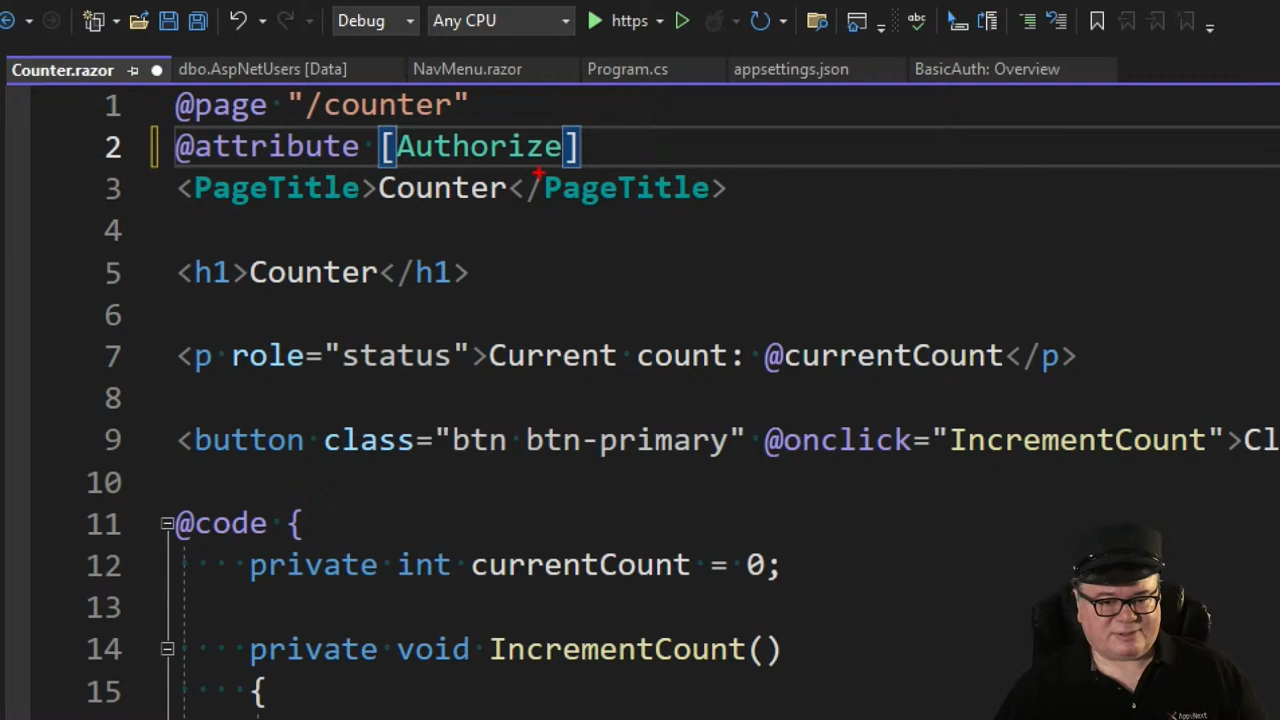 Debug Any CPU https
Counter.razor dbo.AspNetUsers [Data] NavMenu.razor Program.cs appsettings.json BasicAuth: Overview
1 @page "/counter"
2 @attribute [Authorize]
3 <PageTitle>Counter</PageTitle>
4
5 <h1>Counter</h1>
6
7 <p role="status">Current count: @currentCount</p>
8
9 <button class="btn btn-primary" @onclick="IncrementCount">Cl
10
11 @code {
12 private int currentCount = 0;
13
14 private void IncrementCount()
15 {
AppvNext